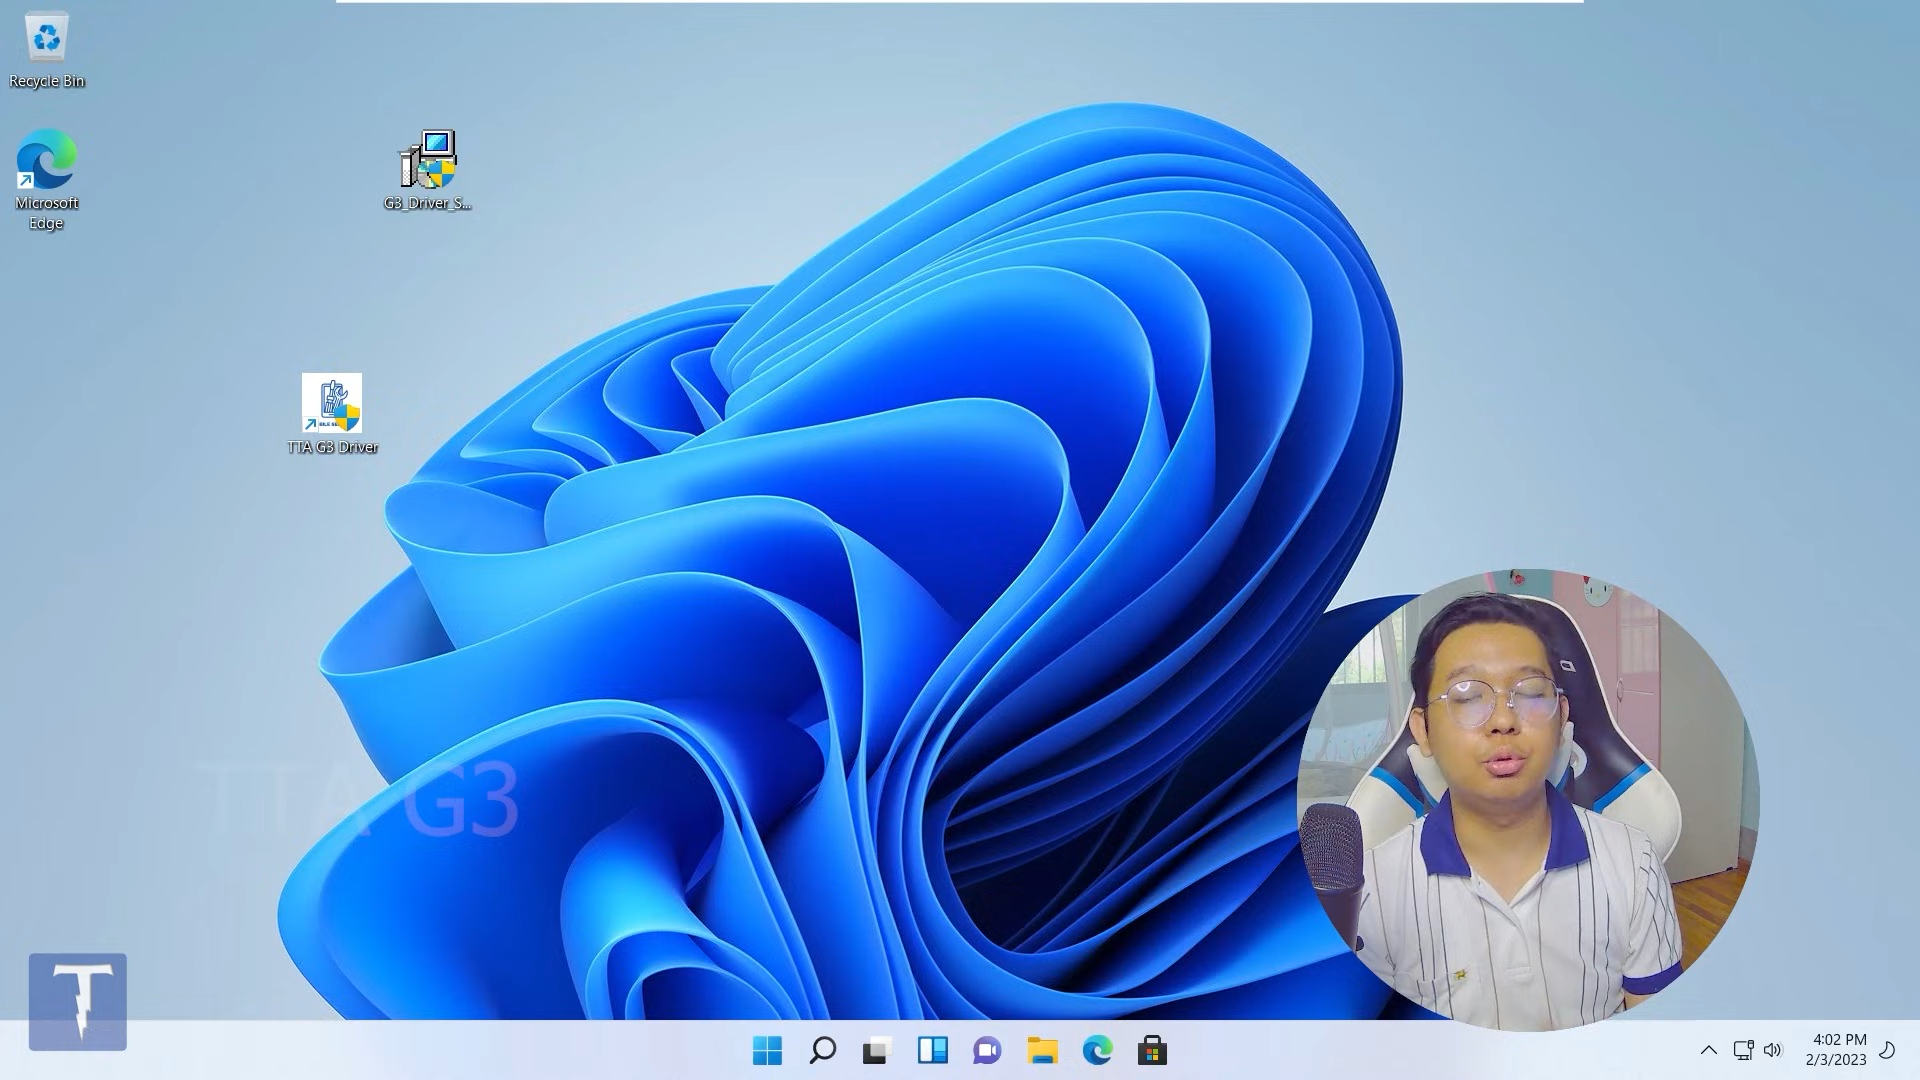 Recycle Bin
Microsoft
Edge
G3_Driver_S...
TTA G3 Driver
TTA G3
T
4:02 PM
2/3/2023